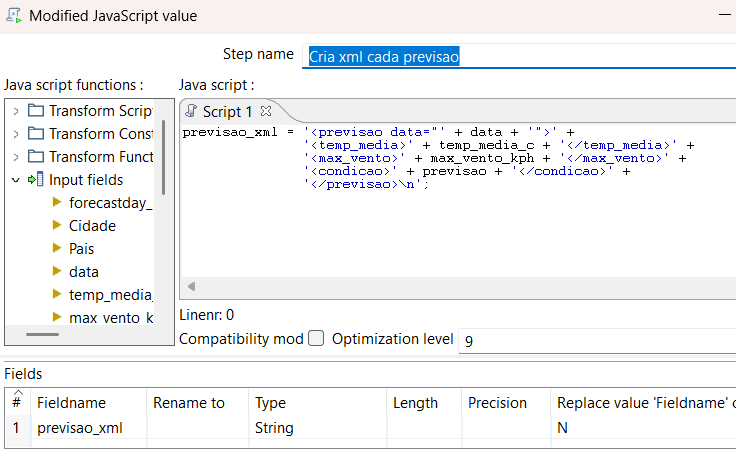 Modified JavaScript value
Step name Cria xml cada previsao
Java script functions : Java script :
Transform Script
Transform Const
Transform Funct
Input fields
forecastday_
Cidade
Pais
data
temp_media_
max_vento_k
Script 1
previsao_xml = '<previsao data="' + data + '">' +
'<temp_media>' + temp_media_c + '</temp_media>' +
'<max_vento>' + max_vento_kph + '</max_vento>' +
'<condicao>' + previsao + '</condicao>' +
'</previsao>\n';
Linenr: 0
Compatibility mod Optimization level 9
Fields
# Fieldname Rename to Type Length Precision Replace value 'Fieldname' o
1 previsao_xml String N